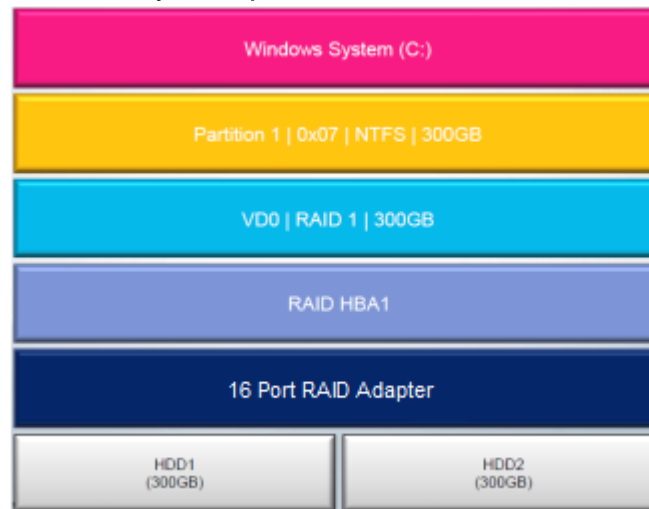 Windows System (C:)
Partition 1 | 0x07 | NTFS | 300GB
VD0 | RAID 1 | 300GB
RAID HBA1
16 Port RAID Adapter
HDD1
(300GB)
HDD2
(300GB)